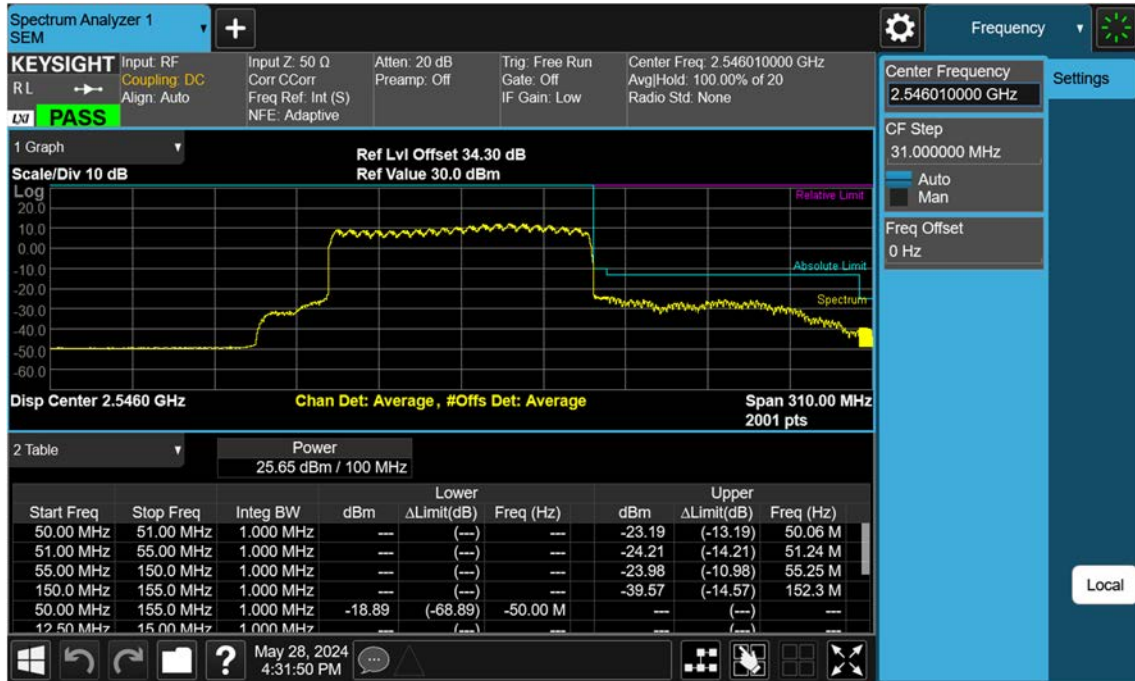 Spectrum Analyzer 1
SEM
Frequency
KEYSIGHT
R L
LXI PASS
Input: RF
Coupling: DC
Align: Auto
Input Z: 50 Ω
Corr CCorr
Freq Ref: Int (S)
NFE: Adaptive
Atten: 20 dB
Preamp: Off
Trig: Free Run
Gate: Off
IF Gain: Low
Center Freq: 2.546010000 GHz
Avg|Hold: 100.00% of 20
Radio Std: None
Center Frequency
2.546010000 GHz
Settings
CF Step
31.000000 MHz
Auto
Man
Freq Offset
0 Hz
Local
1 Graph
Scale/Div 10 dB
Ref Lvl Offset 34.30 dB
Ref Value 30.0 dBm
Log
20.0
10.0
0.00
-10.0
-20.0
-30.0
-40.0
-50.0
-60.0
Relative Limit
Absolute Limit
Spectrum
Disp Center 2.5460 GHz
Chan Det: Average, #Offs Det: Average
Span 310.00 MHz
2001 pts
2 Table
Power
25.65 dBm / 100 MHz
Lower Upper
Start Freq Stop Freq Integ BW dBm ΔLimit(dB) Freq (Hz) dBm ΔLimit(dB) Freq (Hz)
50.00 MHz 51.00 MHz 1.000 MHz --- (---) --- -23.19 (-13.19) 50.06 M
51.00 MHz 55.00 MHz 1.000 MHz --- (---) --- -24.21 (-14.21) 51.24 M
55.00 MHz 150.0 MHz 1.000 MHz --- (---) --- -23.98 (-10.98) 55.25 M
150.0 MHz 155.0 MHz 1.000 MHz --- (---) --- -39.57 (-14.57) 152.3 M
50.00 MHz 155.0 MHz 1.000 MHz -18.89 (-68.89) -50.00 M --- (---) ---
12.50 MHz 15.00 MHz 1.000 MHz --- (---) --- --- (---) ---
?
May 28, 2024
4:31:50 PM